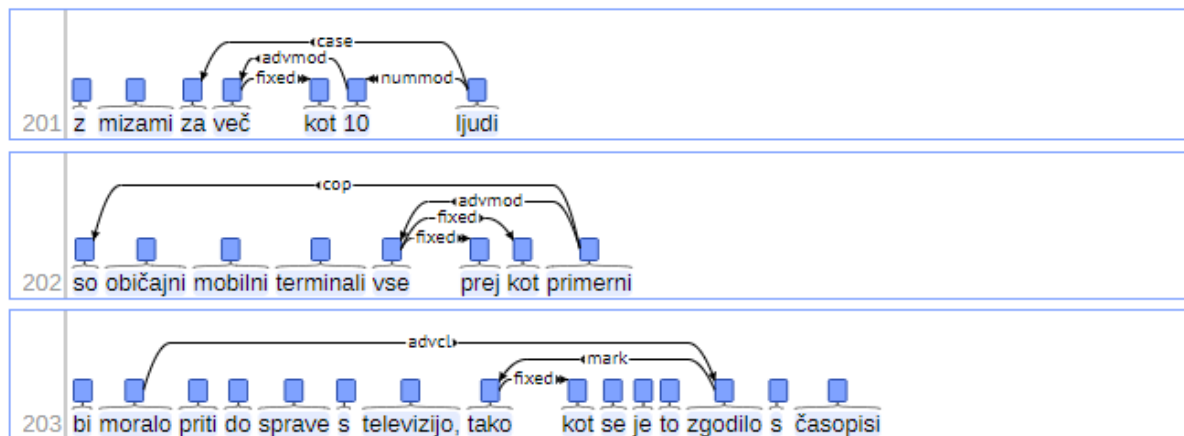 case
advmod
fixed nummod
201 z mizami za več kot 10 ljudi
cop
advmod
fixed
fixed
202 so običajni mobilni terminali vse prej kot primerni
advcl
mark
fixed
203 bi moralo priti do sprave s televizijo, tako kot se je to zgodilo s časopisi